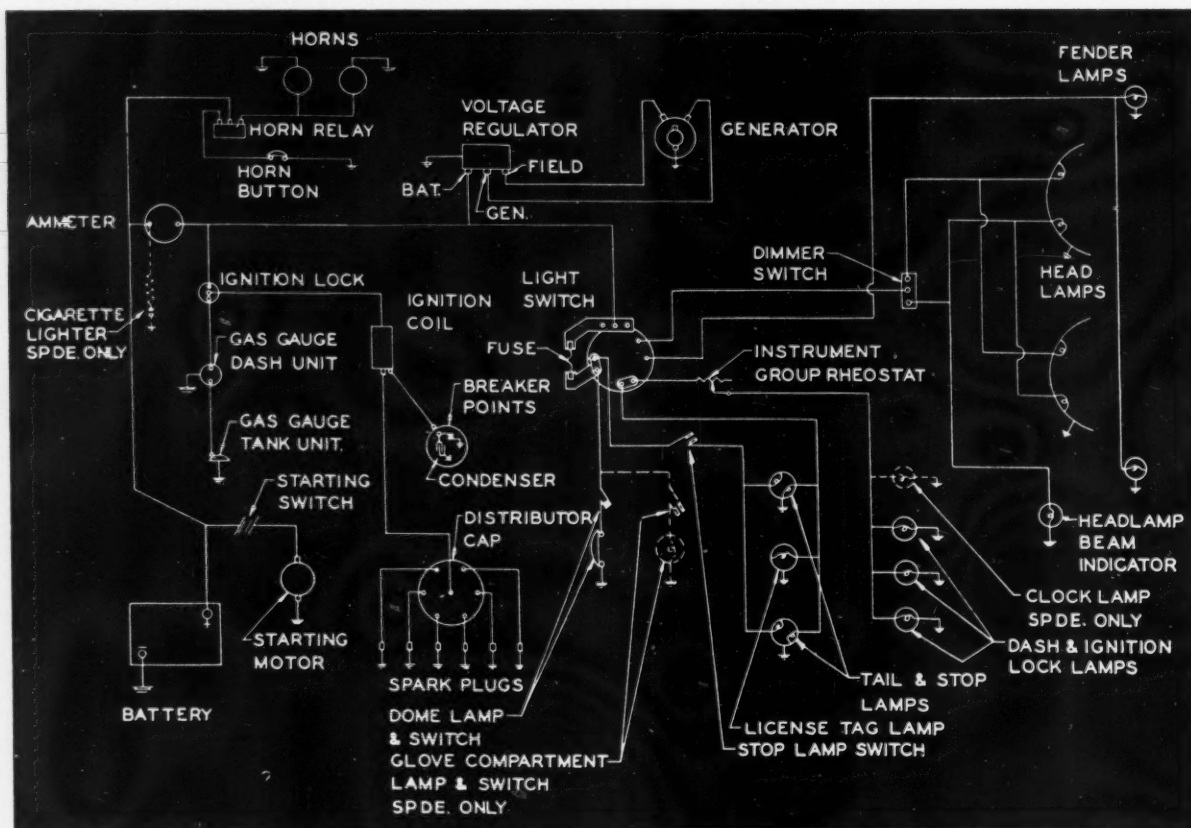 HORNS
HORN RELAY
HORN
BUTTON
VOLTAGE
REGULATOR
FIELD
BAT.
GEN.
GENERATOR
FENDER
LAMPS
AMMETER
IGNITION LOCK
CIGARETTE
LIGHTER
SPDE. ONLY
GAS GAUGE
DASH UNIT
GAS GAUGE
TANK UNIT.
IGNITION
COIL
LIGHT
SWITCH
FUSE
BREAKER
POINTS
CONDENSER
DIMMER
SWITCH
HEAD
LAMPS
INSTRUMENT
GROUP RHEOSTAT
STARTING
SWITCH
DISTRIBUTOR
CAP
STARTING
MOTOR
BATTERY
SPARK PLUGS
DOME LAMP
& SWITCH
GLOVE COMPARTMENT
LAMP & SWITCH
SPDE. ONLY
HEADLAMP
BEAM
INDICATOR
CLOCK LAMP
SPDE. ONLY
DASH & IGNITION
LOCK LAMPS
TAIL & STOP
LAMPS
LICENSE TAG LAMP
STOP LAMP SWITCH